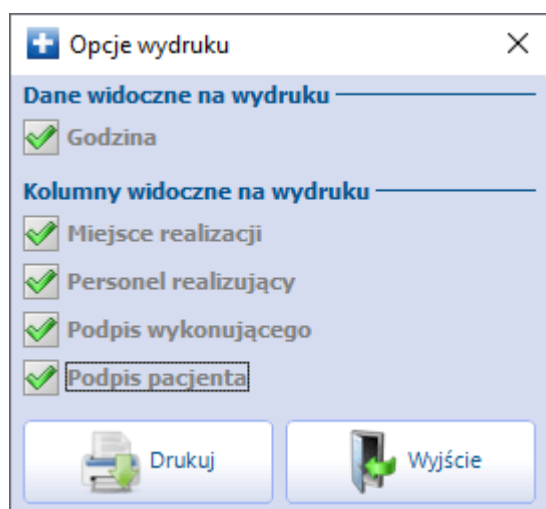 Opcje wydruku
Dane widoczne na wydruku
Godzina
Kolumny widoczne na wydruku
Miejsce realizacji
Personel realizujący
Podpis wykonującego
Podpis pacjenta
Drukuj
Wyjście